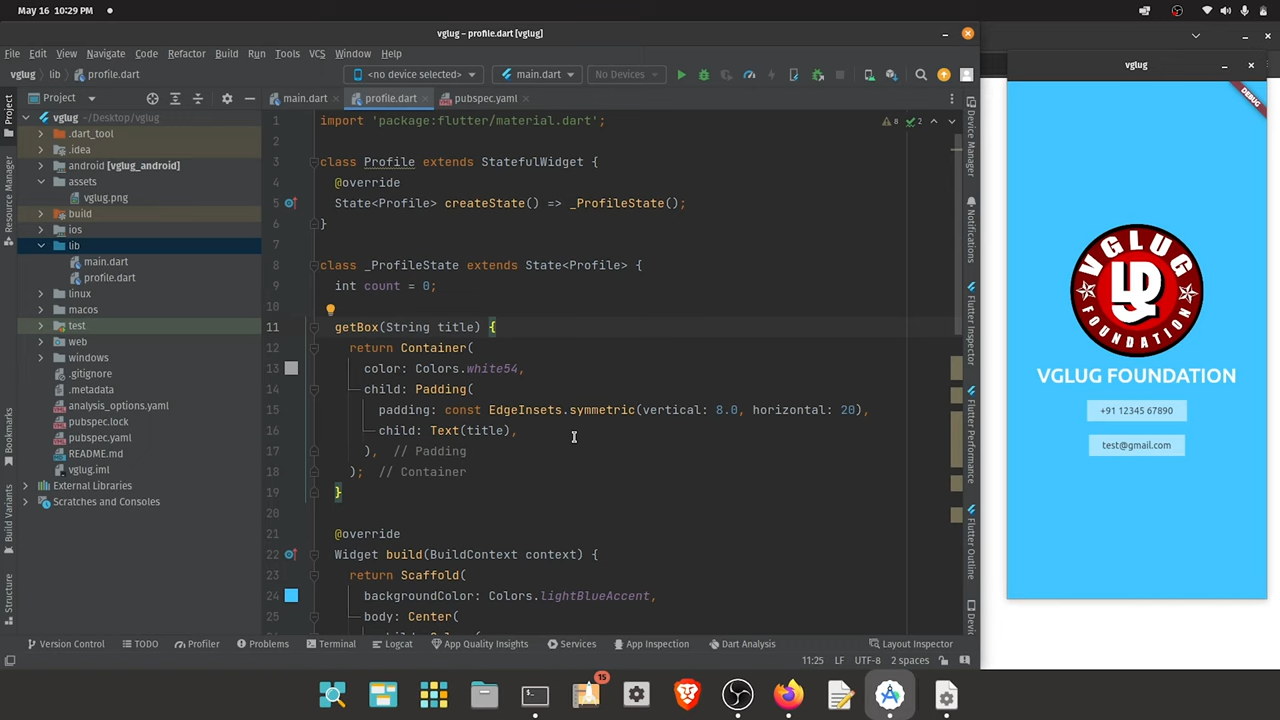 May 16 10:29 PM
vglug – profile.dart [vglug]
File Edit View Navigate Code Refactor Build Run Tools VCS Window Help
vglug lib profile.dart <no device selected> main.dart No Devices
Project main.dart profile.dart pubspec.yaml
vglug ~/Desktop/vglug
.dart_tool
.idea
android [vglug_android]
assets
vglug.png
build
ios
lib
main.dart
profile.dart
linux
macos
test
web
windows
.gitignore
.metadata
analysis_options.yaml
pubspec.lock
pubspec.yaml
README.md
vglug.iml
External Libraries
Scratches and Consoles
Project
Resource Manager
Bookmarks
Build Variants
Structure
8 2
1 import 'package:flutter/material.dart';
2
3 class Profile extends StatefulWidget {
4 @override
5 State<Profile> createState() => _ProfileState();
6 }
7
8 class _ProfileState extends State<Profile> {
9 int count = 0;
10
11 getBox(String title) {
12 return Container(
13 color: Colors.white54,
14 child: Padding(
15 padding: const EdgeInsets.symmetric(vertical: 8.0, horizontal: 20),
16 child: Text(title),
17 ), // Padding
18 ); // Container
19 }
20
21 @override
22 Widget build(BuildContext context) {
23 return Scaffold(
24 backgroundColor: Colors.lightBlueAccent,
25 body: Center(
Device Manager
Notifications
Flutter Inspector
Flutter Performance
Flutter Outline
Version Control TODO Profiler Problems Terminal Logcat App Quality Insights Services App Inspection Dart Analysis Layout Inspector
11:25 LF UTF-8 2 spaces
15
vglug
DEBUG
VGLUG
FOUNDATION
VGLUG FOUNDATION
+91 12345 67890
test@gmail.com